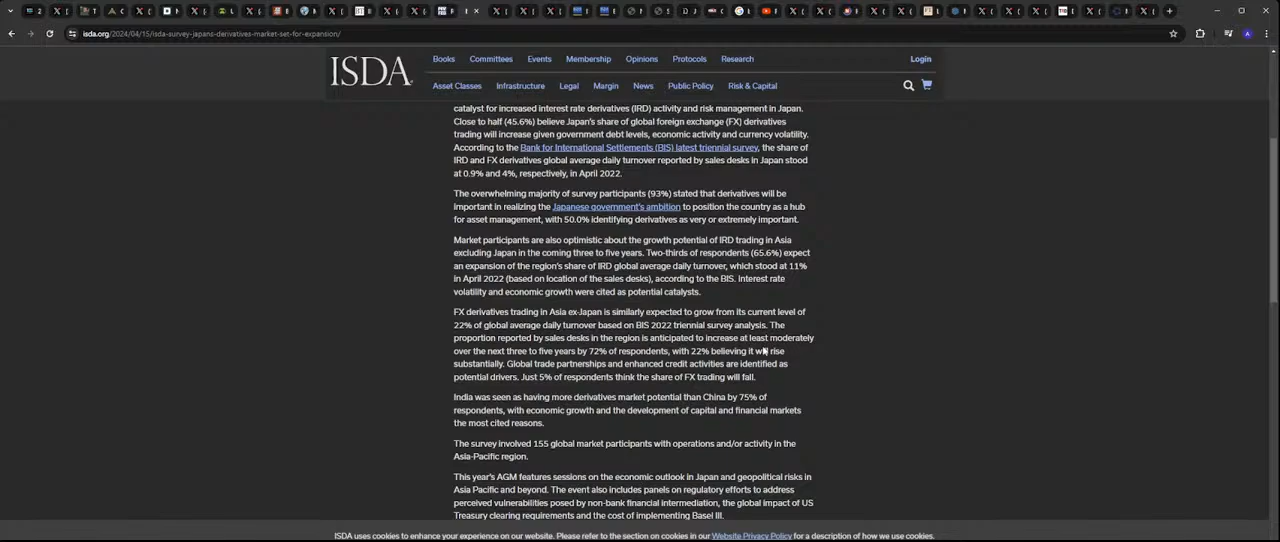 isda.org/2024/04/15/isda-survey-japans-derivatives-market-set-for-expansion/
ISDA
Books Committees Events Membership Opinions Protocols Research Login
Asset Classes Infrastructure Legal Margin News Public Policy Risk & Capital
catalyst for increased interest rate derivatives (IRD) activity and risk management in Japan.
Close to half (45.6%) believe Japan's share of global foreign exchange (FX) derivatives
trading will increase given government debt levels, economic activity and currency volatility.
According to the Bank for International Settlements (BIS) latest triennial survey, the share of
IRD and FX derivatives global average daily turnover reported by sales desks in Japan stood
at 0.9% and 4%, respectively, in April 2022.
The overwhelming majority of survey participants (93%) stated that derivatives will be
important in realizing the Japanese government's ambition to position the country as a hub
for asset management, with 50.0% identifying derivatives as very or extremely important.
Market participants are also optimistic about the growth potential of IRD trading in Asia
excluding Japan in the coming three to five years. Two-thirds of respondents (65.6%) expect
an expansion of the region's share of IRD global average daily turnover, which stood at 11%
in April 2022 (based on location of the sales desks), according to the BIS. Interest rate
volatility and economic growth were cited as potential catalysts.
FX derivatives trading in Asia ex-Japan is similarly expected to grow from its current level of
22% of global average daily turnover based on BIS 2022 triennial survey analysis. The
proportion reported by sales desks in the region is anticipated to increase at least moderately
over the next three to five years by 72% of respondents, with 22% believing it will rise
substantially. Global trade partnerships and enhanced credit activities are identified as
potential drivers. Just 5% of respondents think the share of FX trading will fall.
India was seen as having more derivatives market potential than China by 75% of
respondents, with economic growth and the development of capital and financial markets
the most cited reasons.
The survey involved 155 global market participants with operations and/or activity in the
Asia-Pacific region.
This year's AGM features sessions on the economic outlook in Japan and geopolitical risks in
Asia Pacific and beyond. The event also includes panels on regulatory efforts to address
perceived vulnerabilities posed by non-bank financial intermediation, the global impact of US
Treasury clearing requirements and the cost of implementing Basel III.
ISDA uses cookies to enhance your experience on our website. Please refer to the section on cookies in our Website Privacy Policy for a description of how we use cookies.